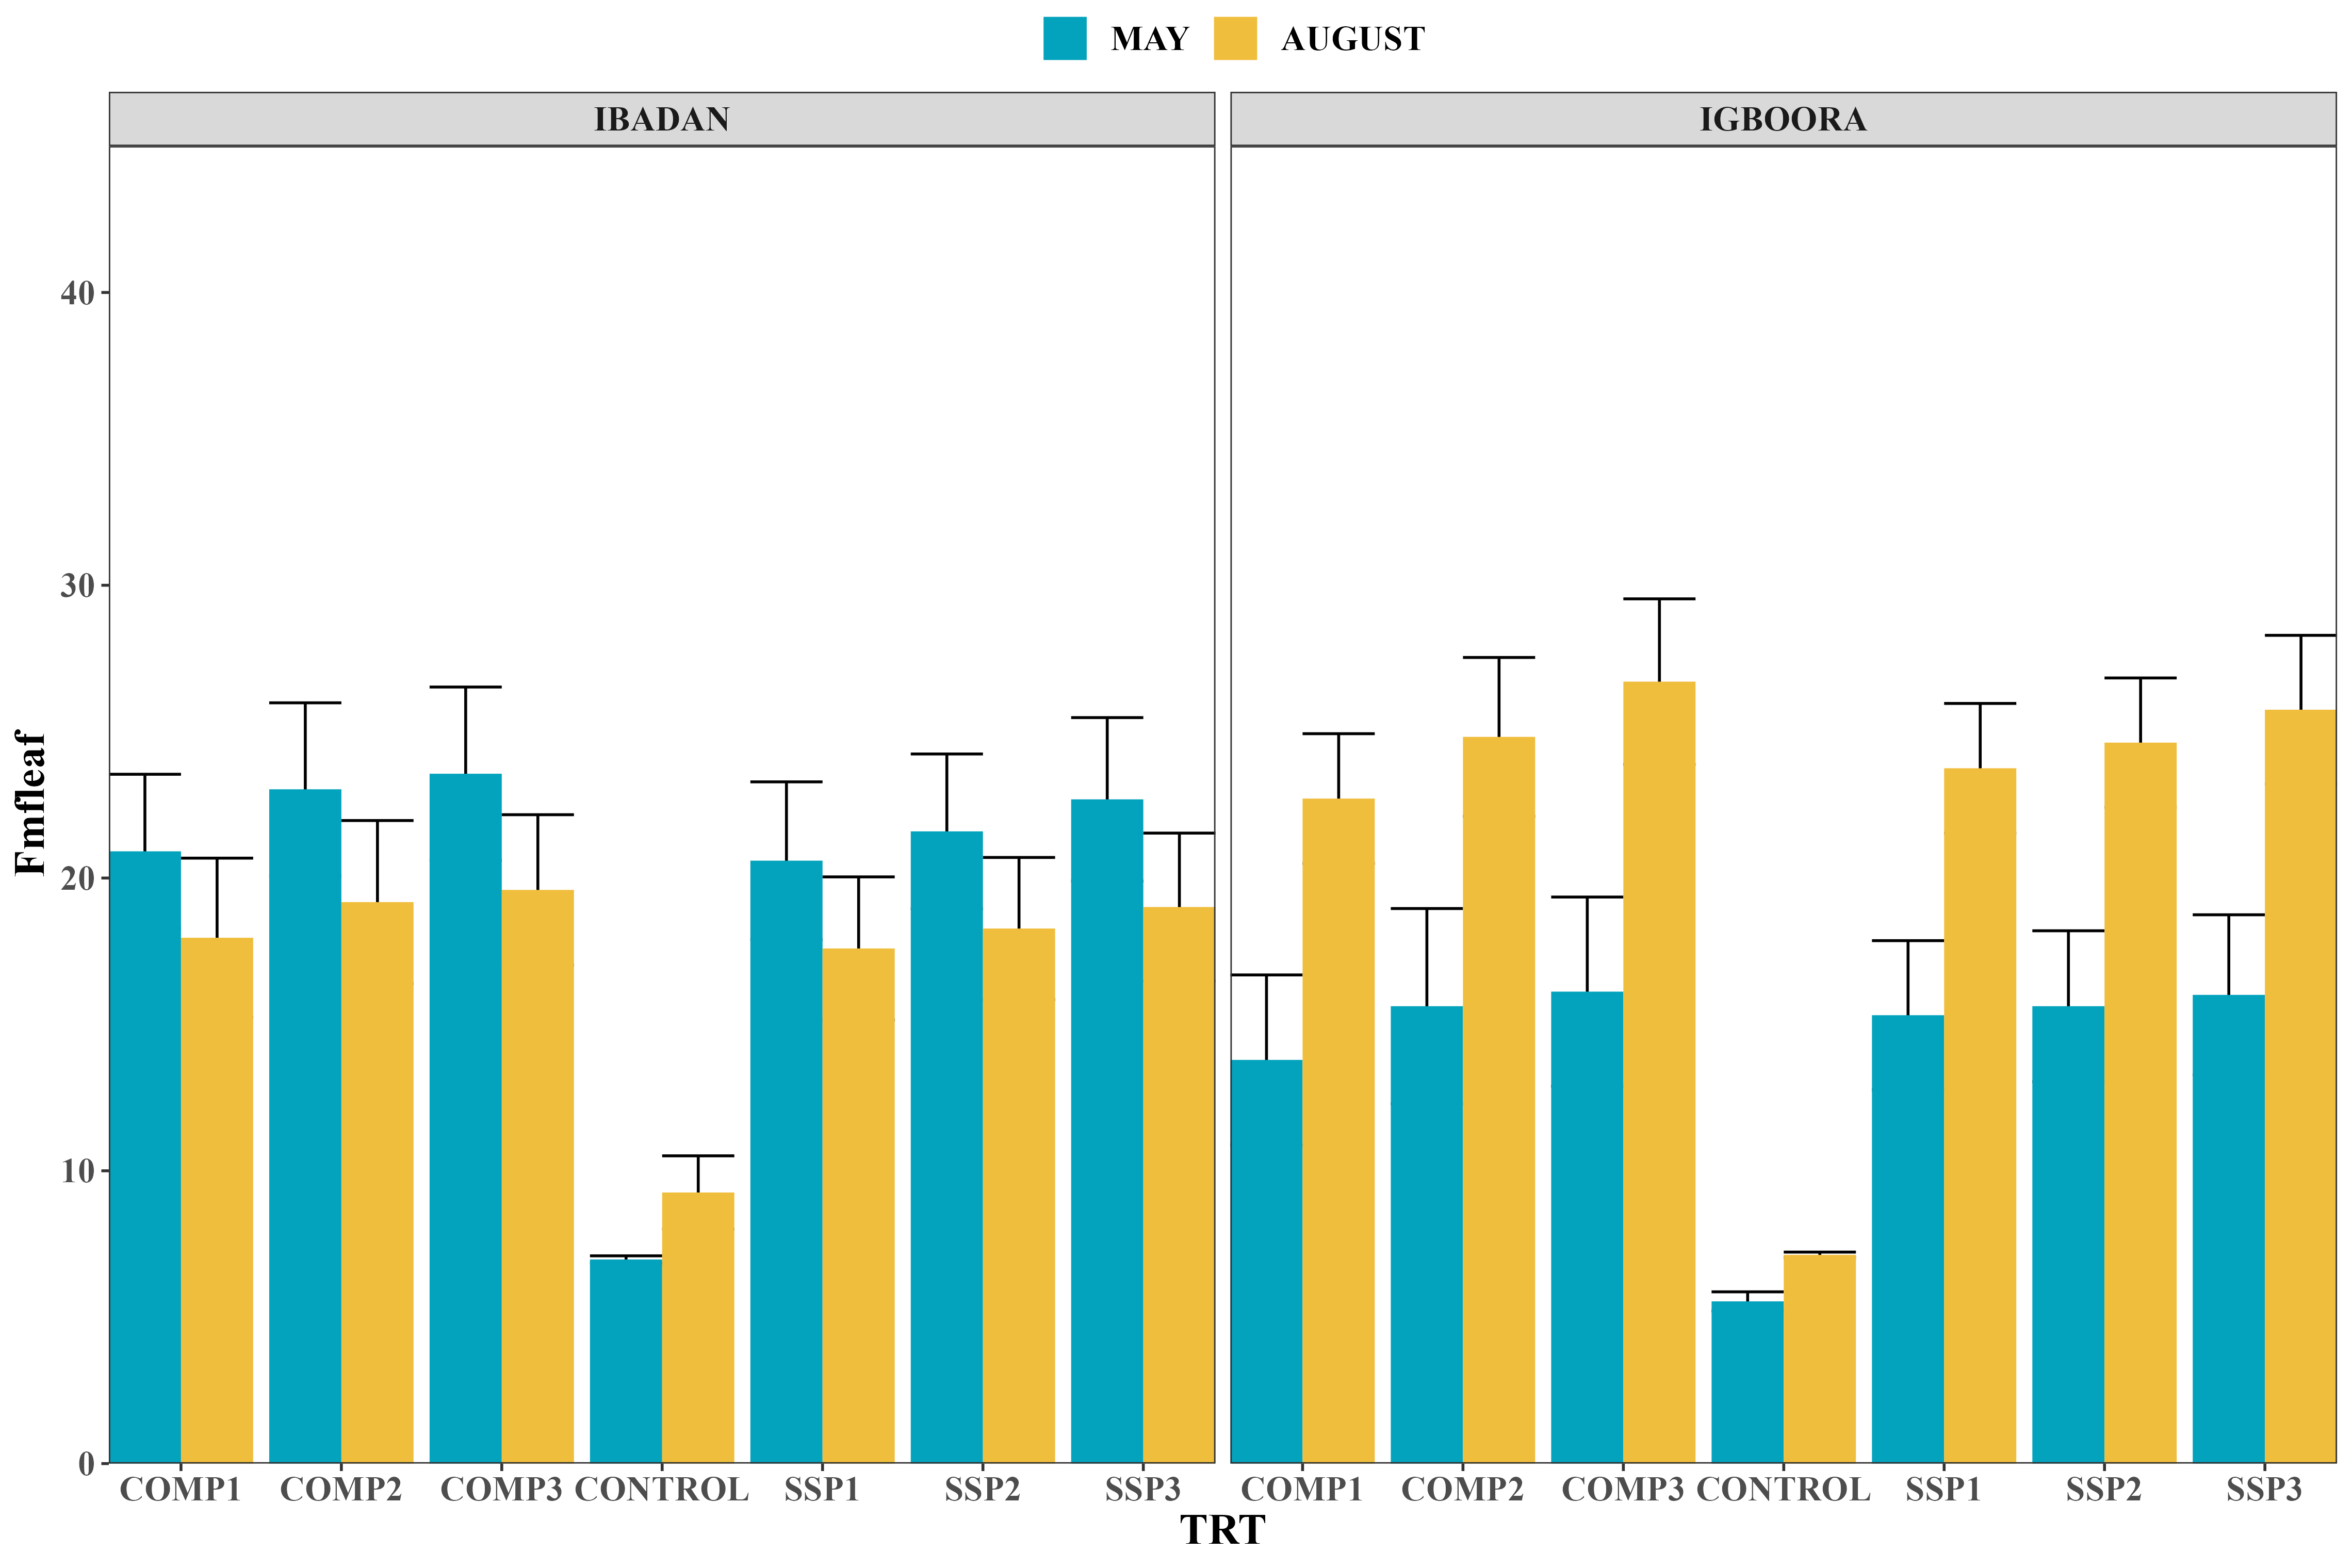 MAY AUGUST
IBADAN IGBOORA
Fmfleaf
40
30
20
10
0
COMP1 COMP2 COMP3 CONTROL SSP1 SSP2 SSP3 COMP1 COMP2 COMP3 CONTROL SSP1 SSP2 SSP3
TRT